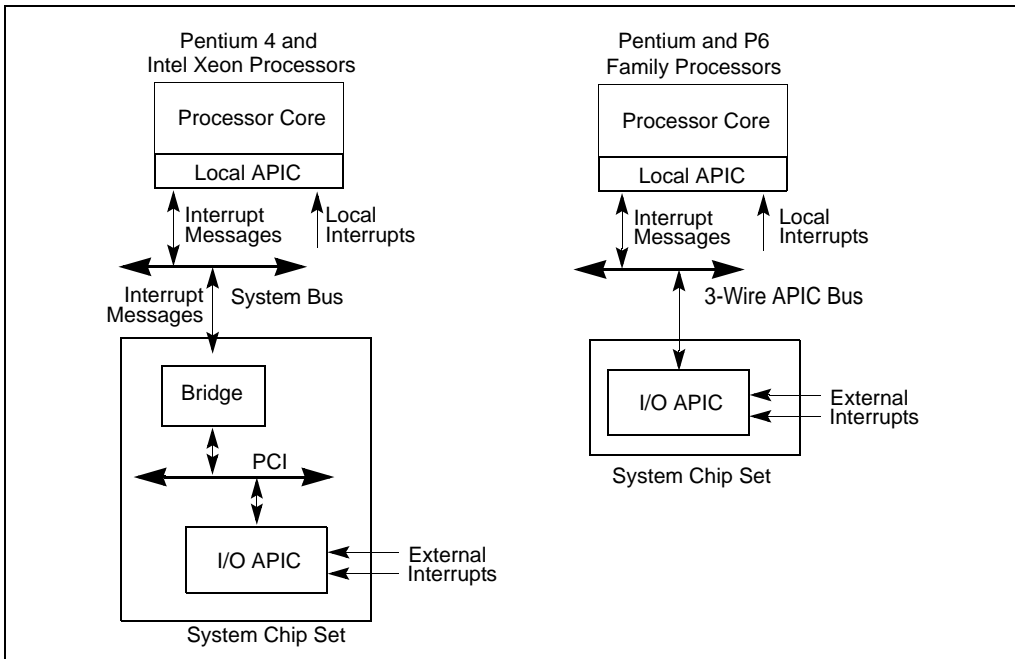 Pentium 4 and
Intel Xeon Processors
Processor Core
Local APIC
Interrupt
Messages
Local
Interrupts
Interrupt
Messages
System Bus
Bridge
PCI
I/O APIC
External
Interrupts
System Chip Set
Pentium and P6
Family Processors
Processor Core
Local APIC
Interrupt
Messages
Local
Interrupts
3-Wire APIC Bus
I/O APIC
External
Interrupts
System Chip Set